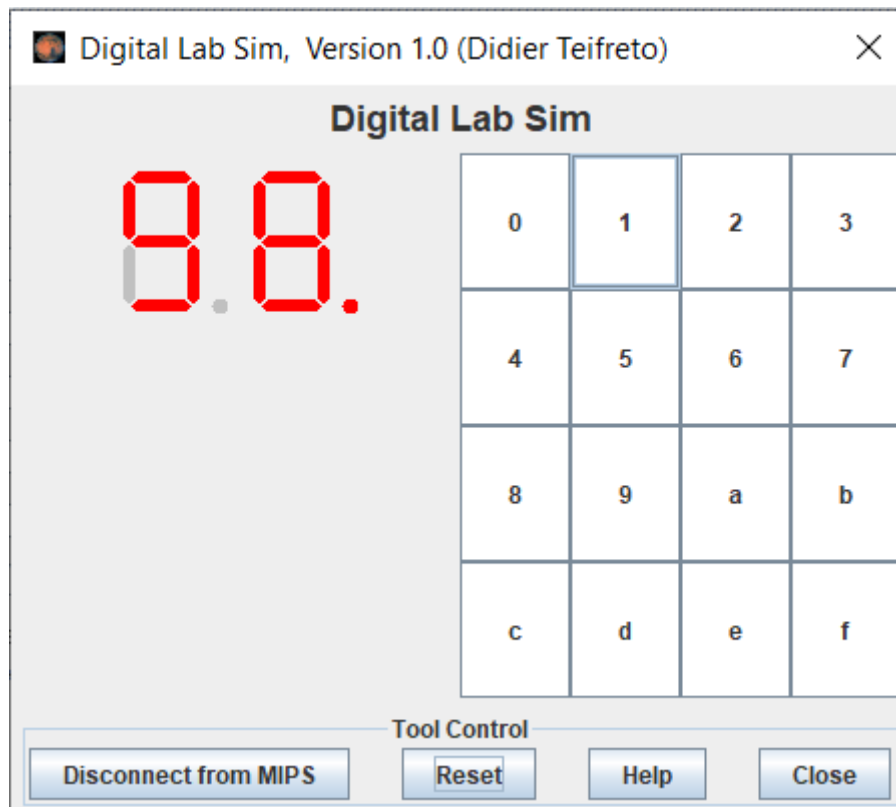 Digital Lab Sim, Version 1.0 (Didier Teifreto)
Digital Lab Sim
98.
0 1 2 3
4 5 6 7
8 9 a b
c d e f
Tool Control
Disconnect from MIPS Reset Help Close